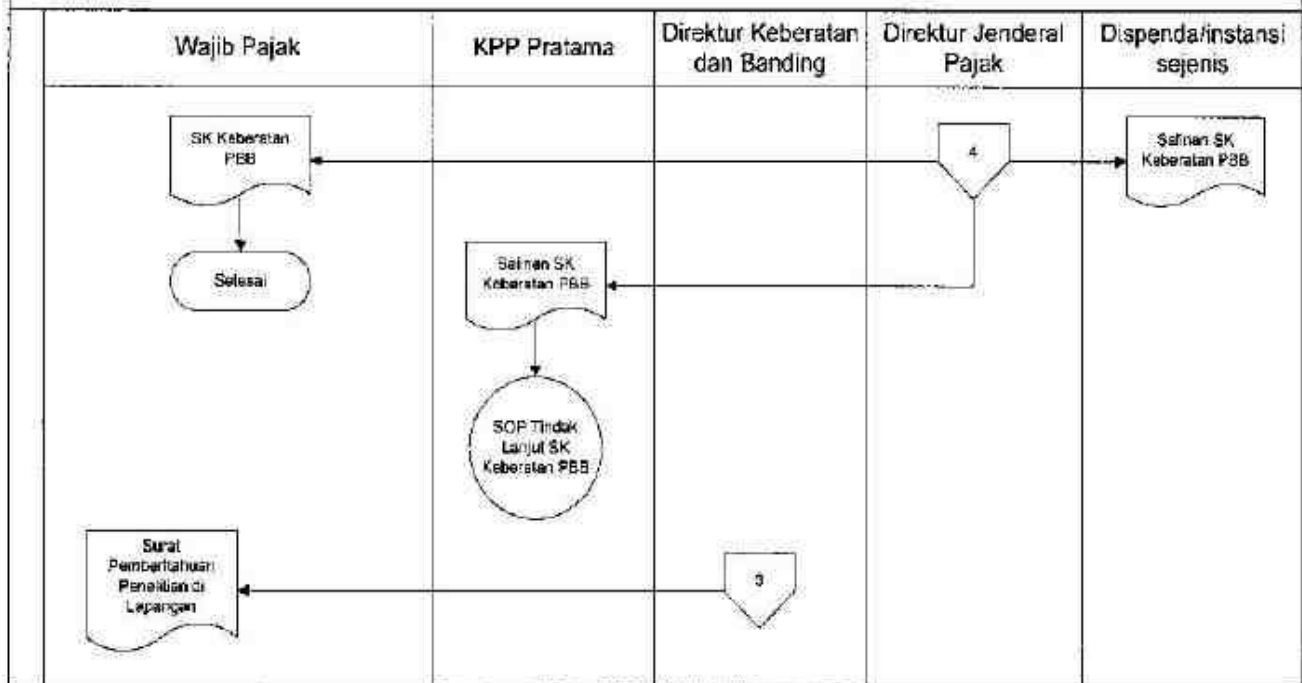 Wajib Pajak
KPP Pratama
Direktur Keberatan
dan Banding
Direktur Jenderal
Pajak
Dispenda/instansi
sejenis
SK Keberatan
PBB
4
Salinan SK
Keberatan PBB
Selesai
Salinan SK
Keberatan PBB
SOP Tindak
Lanjut SK
Keberatan PBB
Surat
Pemberitahuan
Penelitian di
Lapangan
3